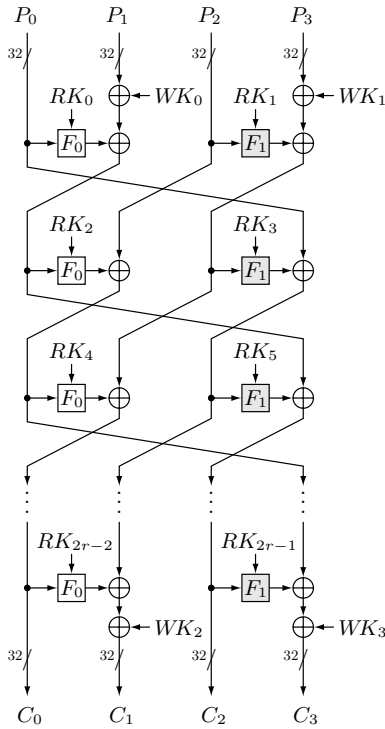 P₀ P₁ P₂ P₃
32 32 32 32
RK₀ WK₀ RK₁ WK₁
F₀ F₁
RK₂ RK₃
F₀ F₁
RK₄ RK₅
F₀ F₁
RK₂ᵣ₋₂ RK₂ᵣ₋₁
F₀ F₁
WK₂ WK₃
32 32 32 32
C₀ C₁ C₂ C₃